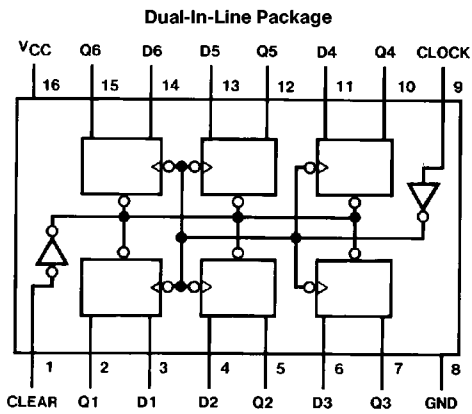 Dual-In-Line Package
VCC Q6 D6 D5 Q5 D4 Q4 CLOCK
16 15 14 13 12 11 10 9
1 2 3 4 5 6 7 8
CLEAR Q1 D1 D2 Q2 D3 Q3 GND